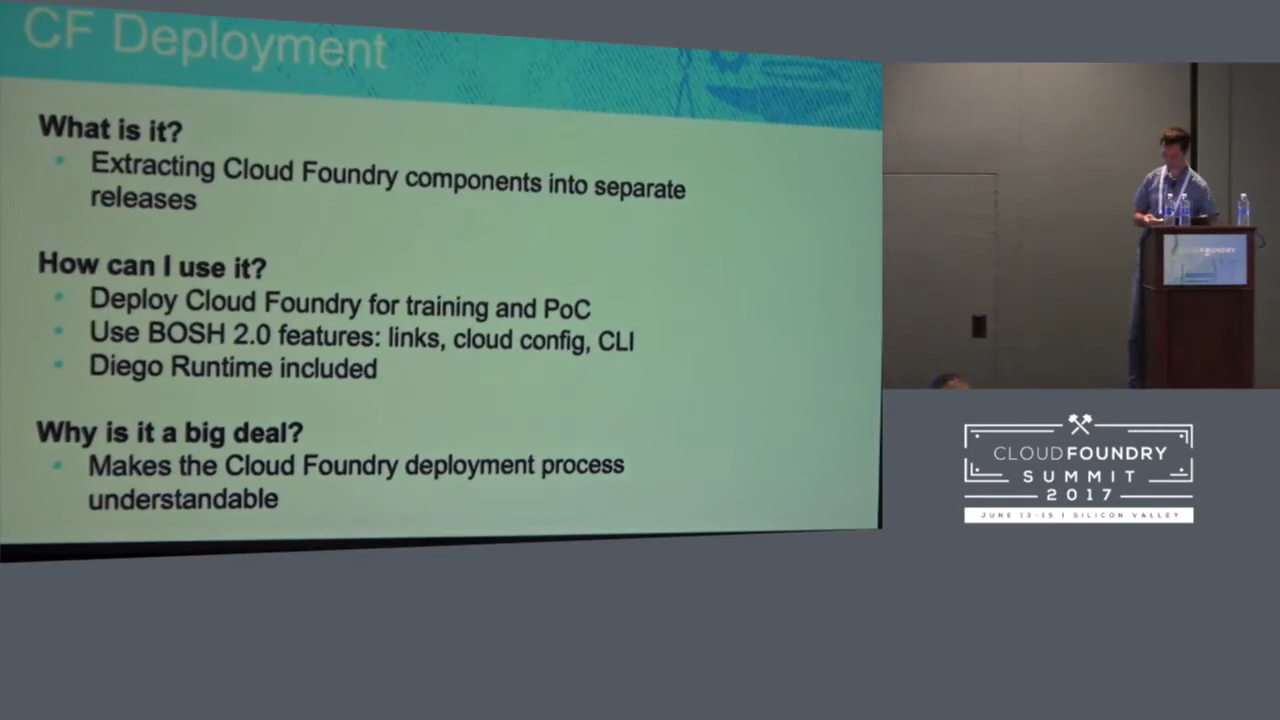 CF Deployment
What is it?
• Extracting Cloud Foundry components into separate
releases
How can I use it?
• Deploy Cloud Foundry for training and PoC
• Use BOSH 2.0 features: links, cloud config, CLI
• Diego Runtime included
Why is it a big deal?
• Makes the Cloud Foundry deployment process
understandable
CLOUD FOUNDRY
CLOUD FOUNDRY
SUMMIT
2017
JUNE 13-15 | SILICON VALLEY